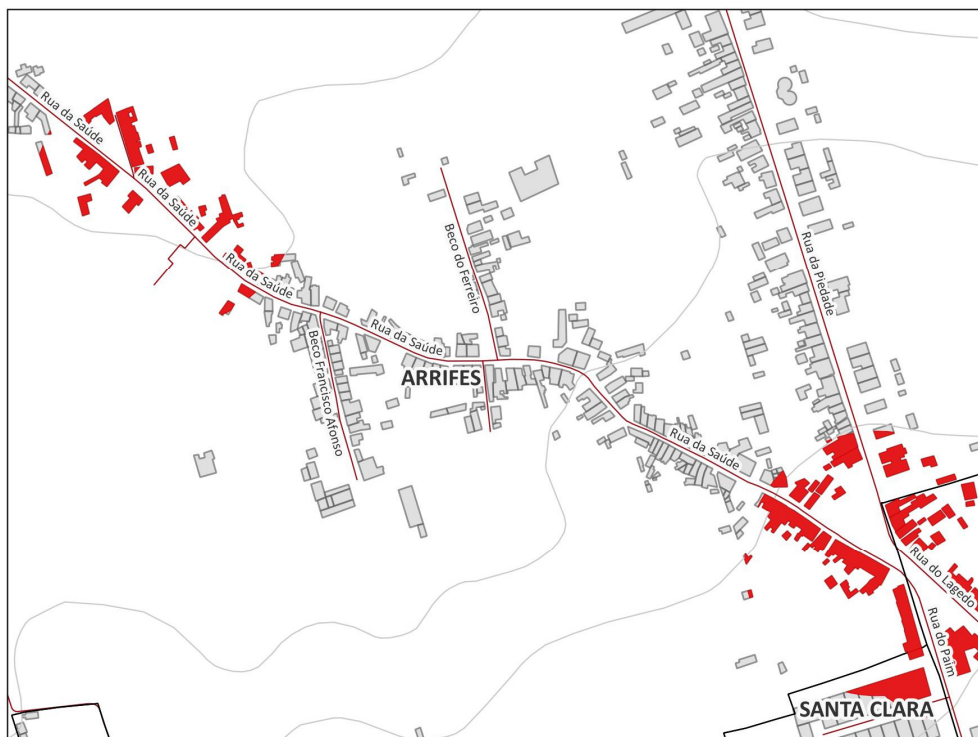 Rua da Saúde
Rua da Saúde
Rua da Saúde
Rua da Saúde
Beco Francisco Afonso
Beco do Ferreiro
ARRIFES
Rua da Piedade
Rua da Saúde
Rua do Lagedo
Rua do Paim
SANTA CLARA